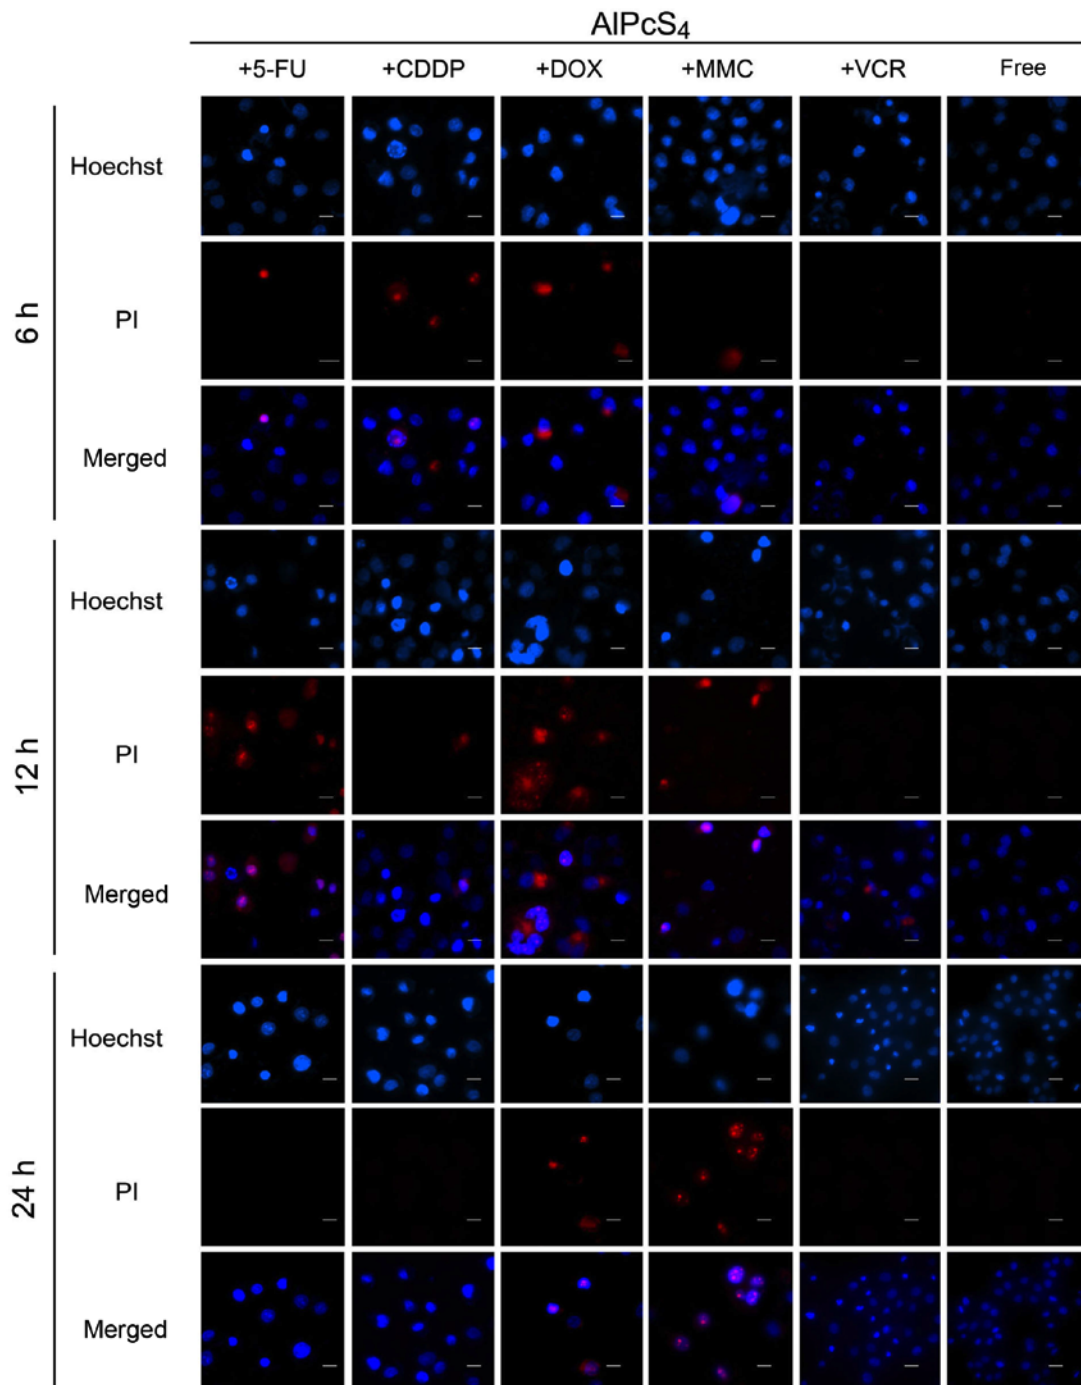 AlPcS4
+5-FU +CDDP +DOX +MMC +VCR Free
6 h
Hoechst
PI
Merged
12 h
Hoechst
PI
Merged
24 h
Hoechst
PI
Merged